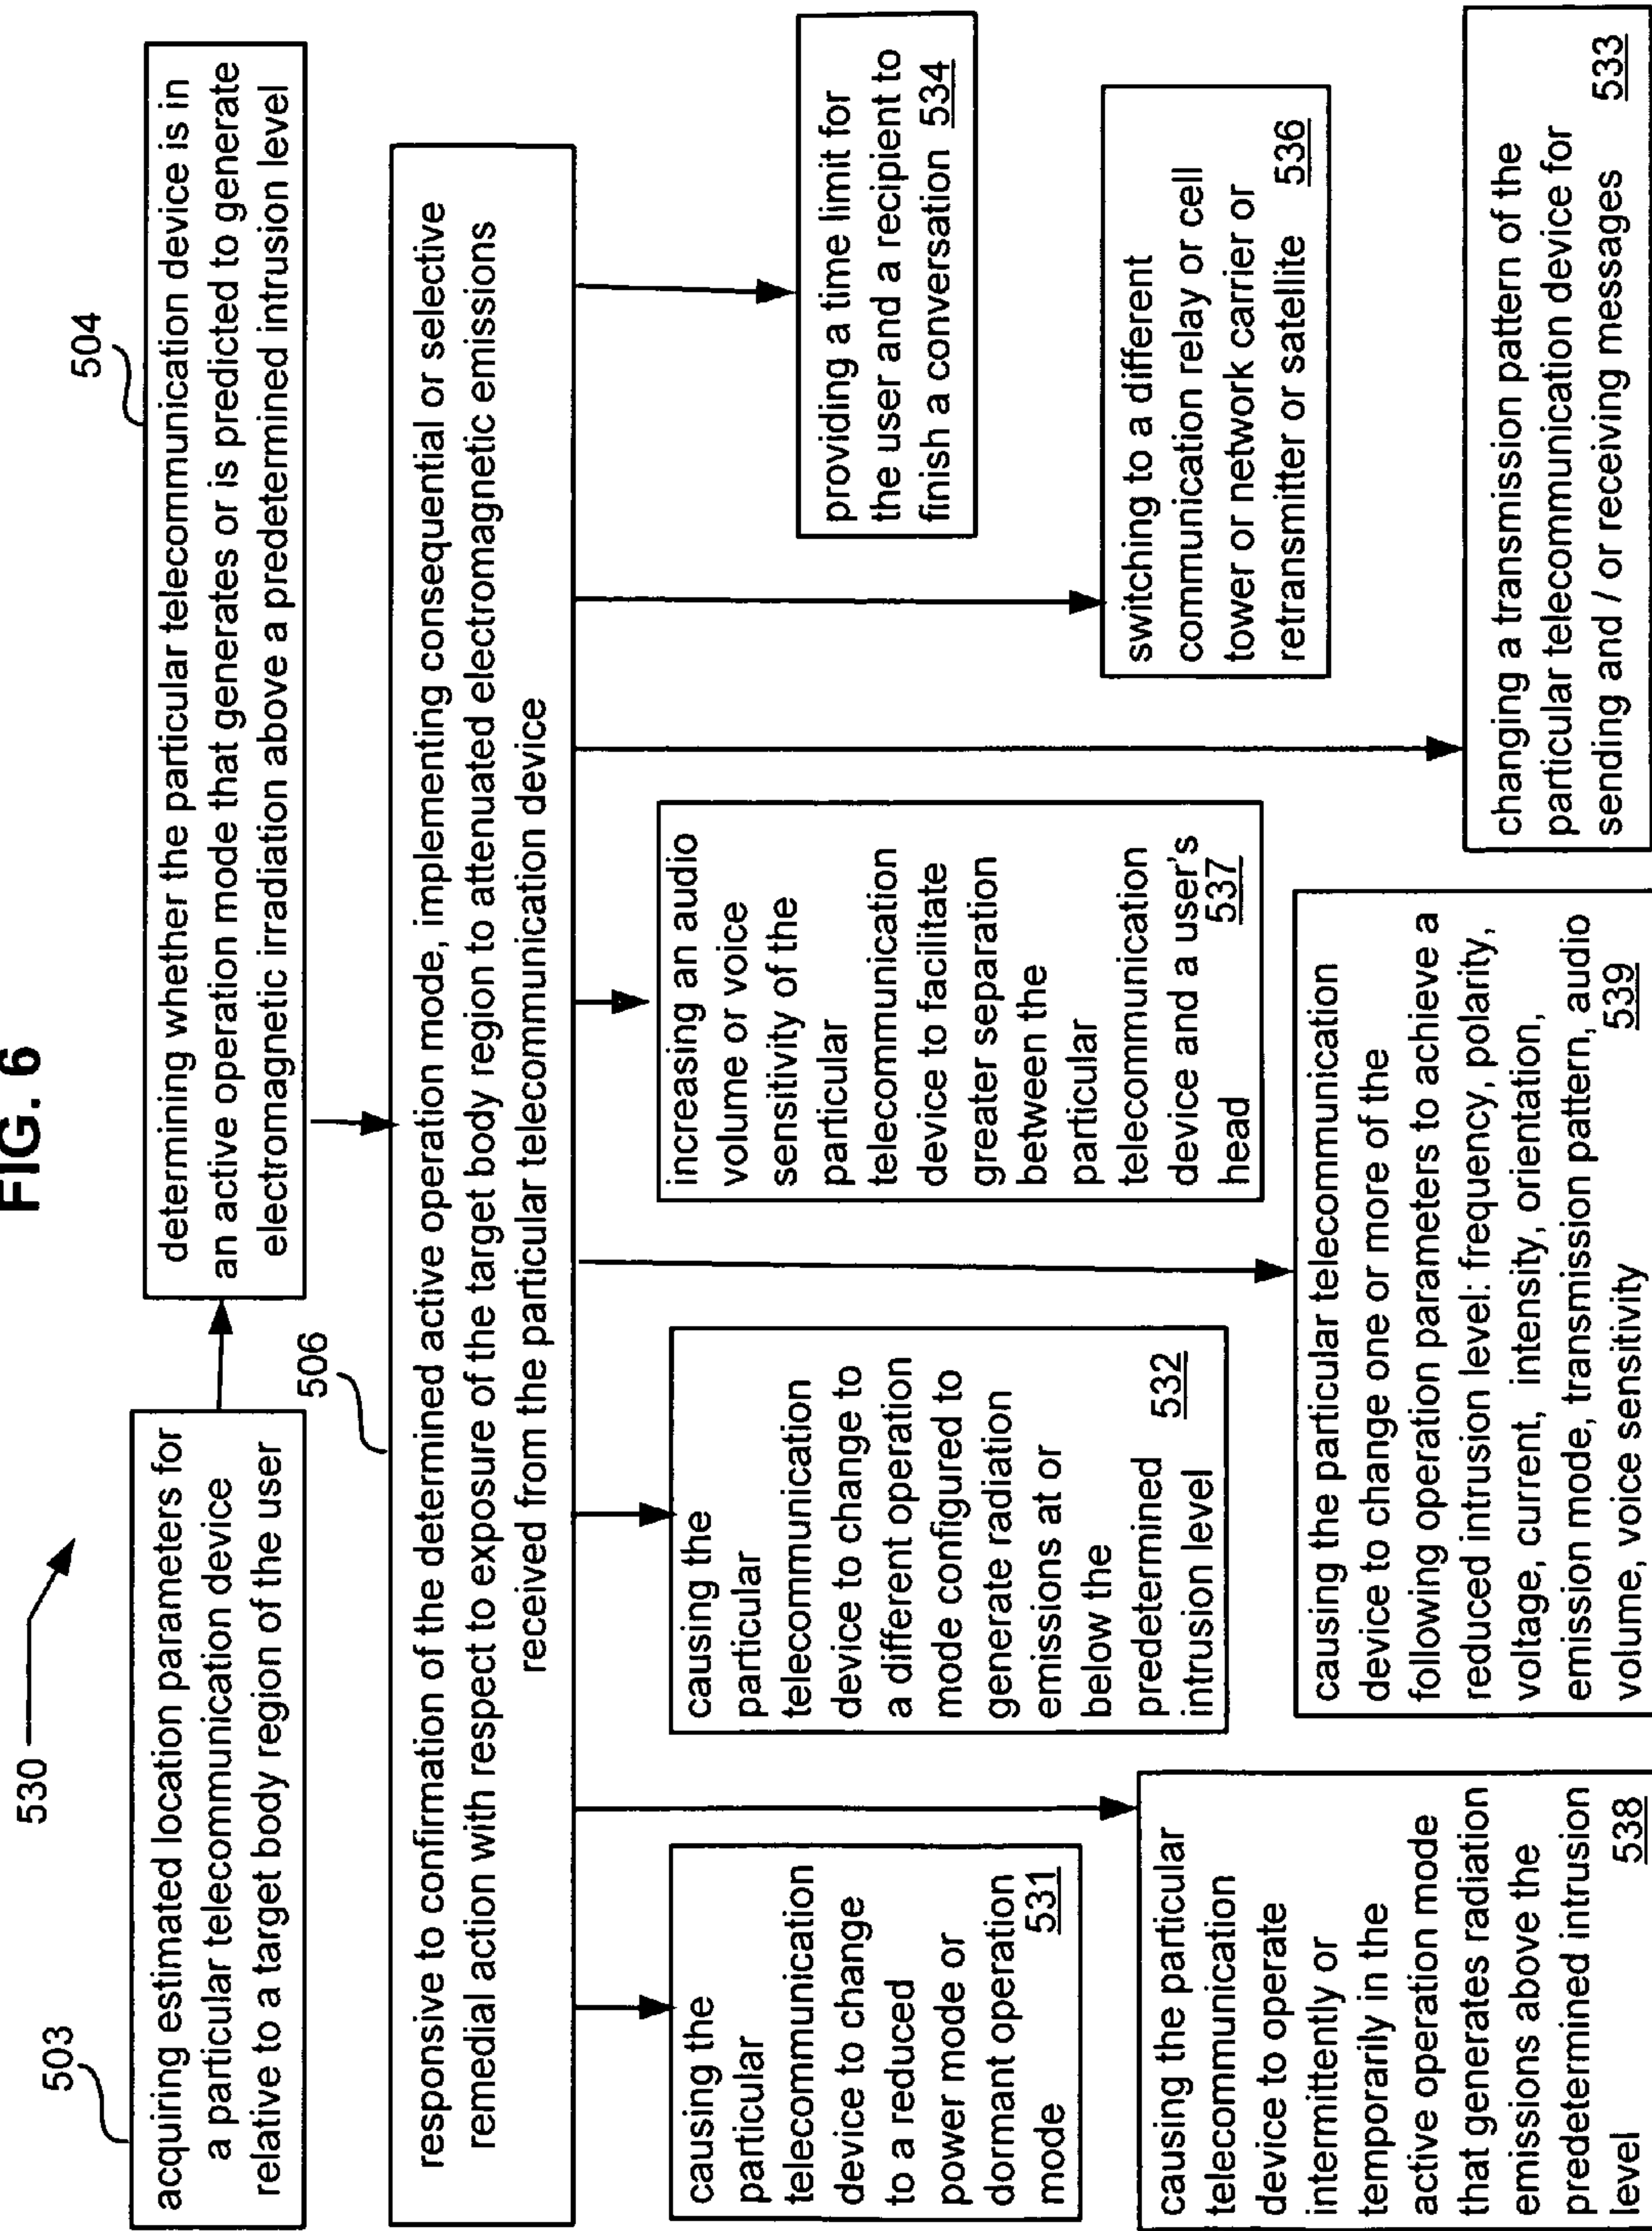 FIG. 6
530
503
acquiring estimated location parameters for
a particular telecommunication device
relative to a target body region of the user
504
determining whether the particular telecommunication device is in
an active operation mode that generates or is predicted to generate
electromagnetic irradiation above a predetermined intrusion level
506
responsive to confirmation of the determined active operation mode, implementing consequential or selective
remedial action with respect to exposure of the target body region to attenuated electromagnetic emissions
received from the particular telecommunication device
causing the
particular
telecommunication
device to change
to a reduced
power mode or
dormant operation
mode 531
causing the
particular
telecommunication
device to change to
a different operation
mode configured to
generate radiation
emissions at or
below the
predetermined 532
intrusion level
increasing an audio
volume or voice
sensitivity of the
particular
telecommunication
device to facilitate
greater separation
between the
particular
telecommunication
device and a user's
head 537
providing a time limit for
the user and a recipient to
finish a conversation 534
switching to a different
communication relay or cell
tower or network carrier or
retransmitter or satellite 536
causing the particular
telecommunication
device to operate
intermittently or
temporarily in the
active operation mode
that generates radiation
emissions above the
predetermined intrusion
level 538
causing the particular telecommunication
device to change one or more of the
following operation parameters to achieve a
reduced intrusion level: frequency, polarity,
voltage, current, intensity, orientation,
emission mode, transmission pattern, audio
volume, voice sensitivity 539
changing a transmission pattern of the
particular telecommunication device for
sending and / or receiving messages 533